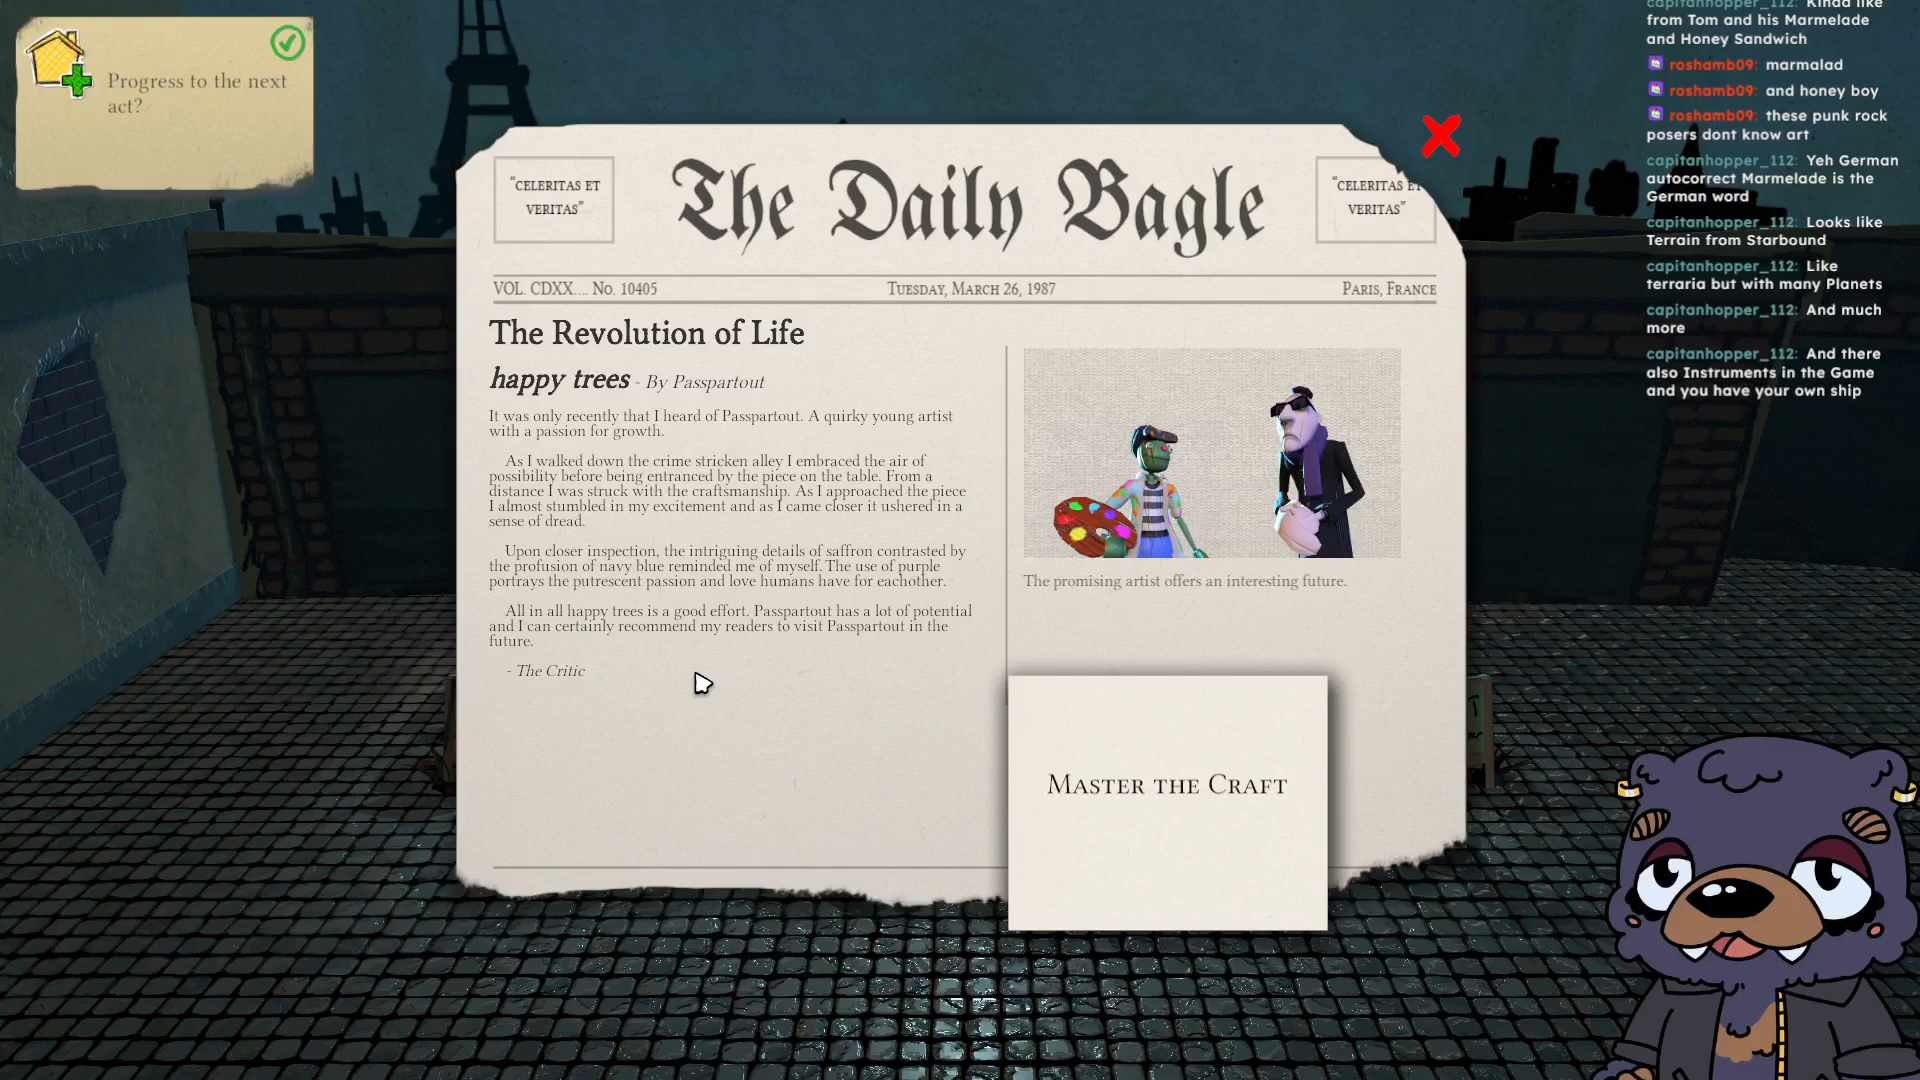 Progress to the next
act?
"CELERITAS ET
VERITAS"
The Daily Bagle
"CELERITAS ET
VERITAS"
VOL. CDXX.... No. 10405
TUESDAY, MARCH 26, 1987
PARIS, FRANCE
The Revolution of Life
happy trees - By Passpartout
It was only recently that I heard of Passpartout. A quirky young artist
with a passion for growth.
As I walked down the crime stricken alley I embraced the air of
possibility before being entranced by the piece on the table. From a
distance I was struck with the craftsmanship. As I approached the piece
I almost stumbled in my excitement and as I came closer it ushered in a
sense of dread.
Upon closer inspection, the intriguing details of saffron contrasted by
the profusion of navy blue reminded me of myself. The use of purple
portrays the putrescent passion and love humans have for eachother.
All in all happy trees is a good effort. Passpartout has a lot of potential
and I can certainly recommend my readers to visit Passpartout in the
future.
- The Critic
The promising artist offers an interesting future.
MASTER THE CRAFT
capitanhopper_112: Kinda like
from Tom and his Marmelade
and Honey Sandwich
roshamb09: marmalad
roshamb09: and honey boy
roshamb09: these punk rock
posers dont know art
capitanhopper_112: Yeh German
autocorrect Marmelade is the
German word
capitanhopper_112: Looks like
Terrain from Starbound
capitanhopper_112: Like
terraria but with many Planets
capitanhopper_112: And much
more
capitanhopper_112: And there
also Instruments in the Game
and you have your own ship